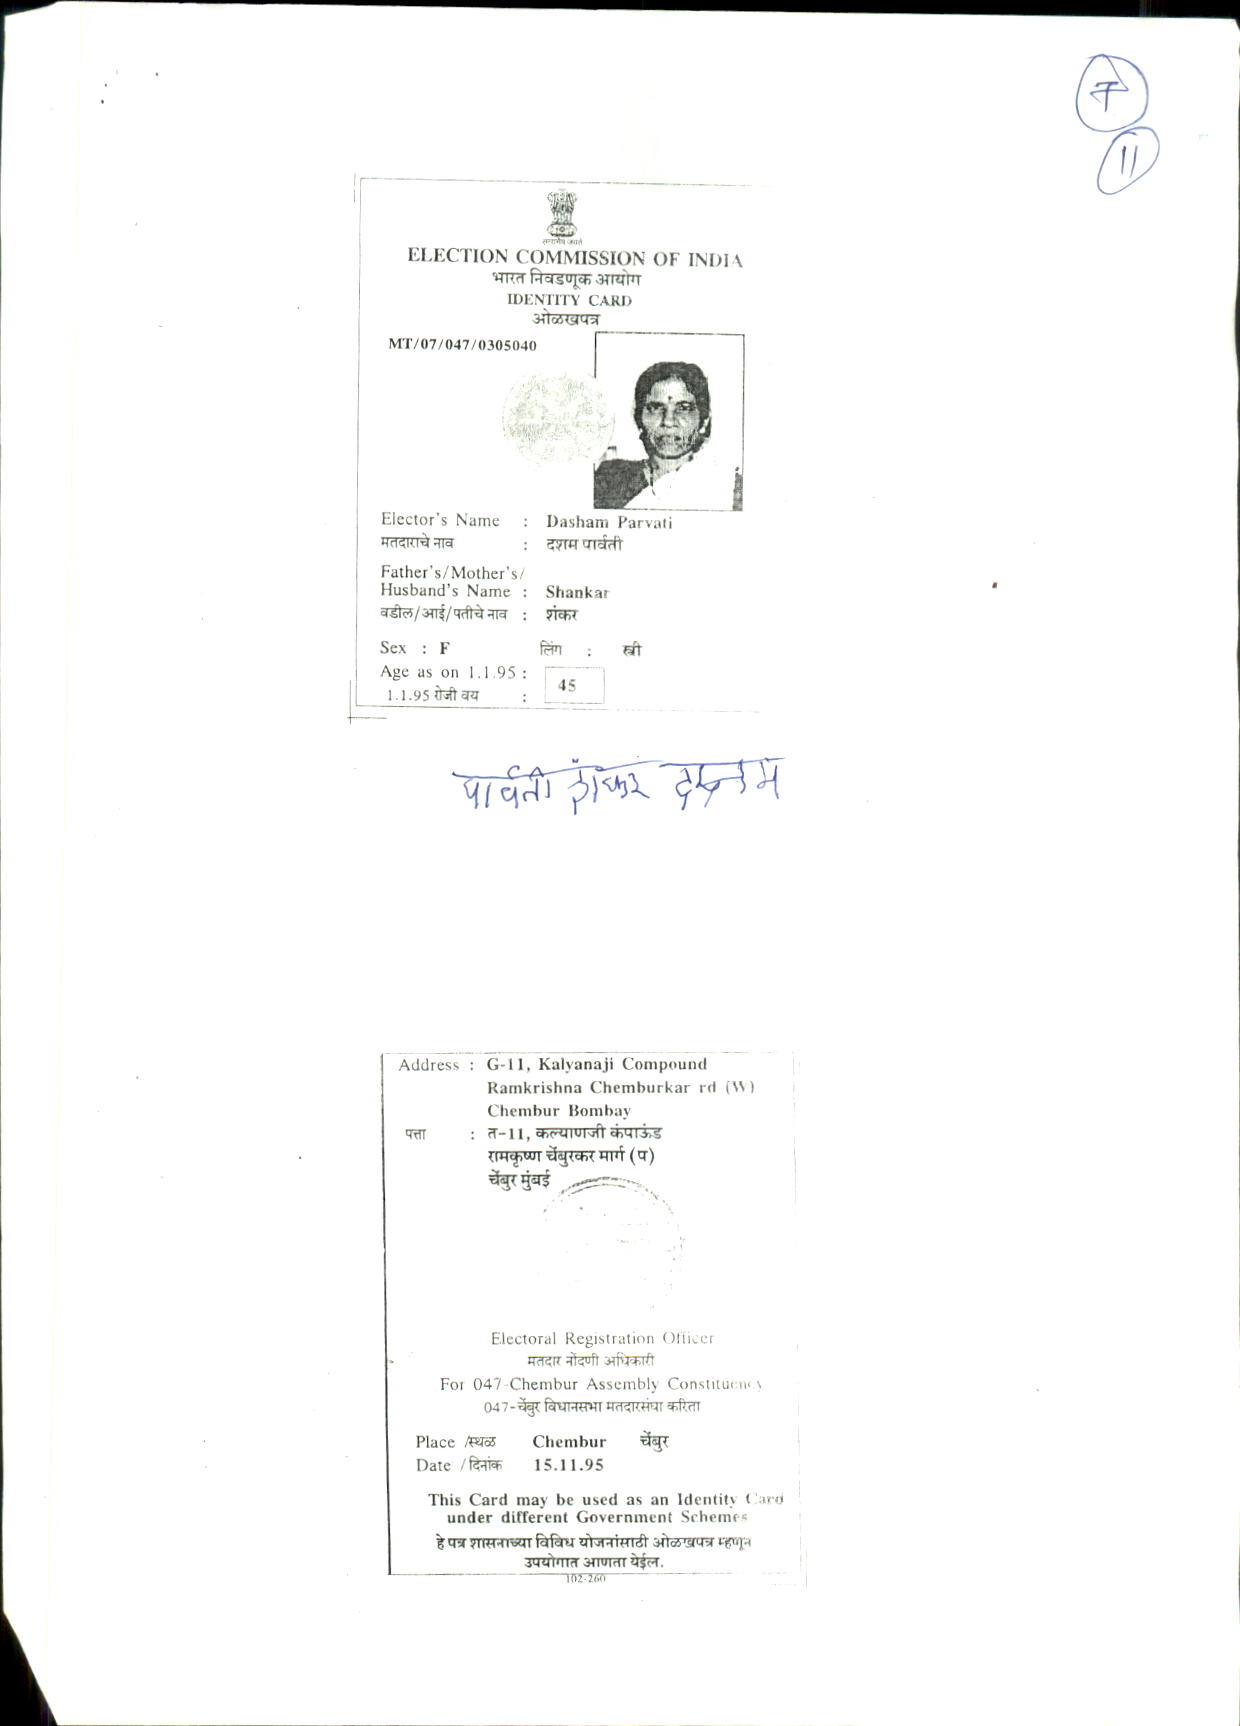 7
11
सत्यमेव जयते
ELECTION COMMISSION OF INDIA
भारत निवडणूक आयोग
IDENTITY CARD
ओळखपत्र
MT/07/047/0305040
Elector's Name : Dasham Parvati
मतदाराचे नाव : दशम पार्वती
Father's/Mother's/
Husband's Name : Shankar
वडील/आई/पतीचे नाव : शंकर
Sex : F लिंग : स्त्री
Age as on 1.1.95 :
45
1.1.95 रोजी वय :
पार्वती शंकर
Address : G-11, Kalyanaji Compound
Ramkrishna Chemburkar rd (W)
Chembur Bombay
पत्ता : त-11, कल्याणजी कंपाऊंड
रामकृष्ण चेंबुरकर मार्ग (प)
चेंबुर मुंबई
Electoral Registration Officer
मतदार नोंदणी अधिकारी
For 047-Chembur Assembly Constituency
047-चेंबुर विधानसभा मतदारसंघा करिता
Place /स्थळ Chembur चेंबुर
Date /दिनांक 15.11.95
This Card may be used as an Identity Card
under different Government Schemes
हे पत्र शासनाच्या विविध योजनांसाठी ओळखपत्र म्हणून
उपयोगात आणता येईल.
102-260